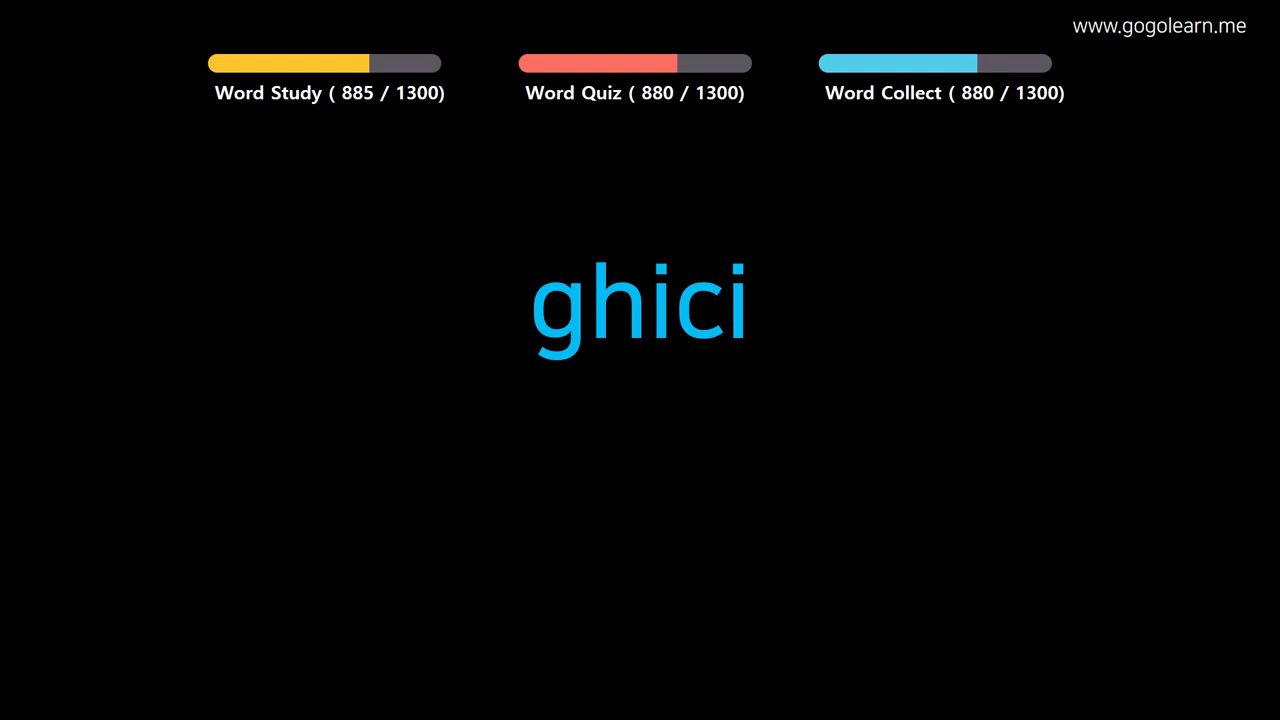 www.gogolearn.me
Word Study ( 885 / 1300)
Word Quiz ( 880 / 1300)
Word Collect ( 880 / 1300)
ghici